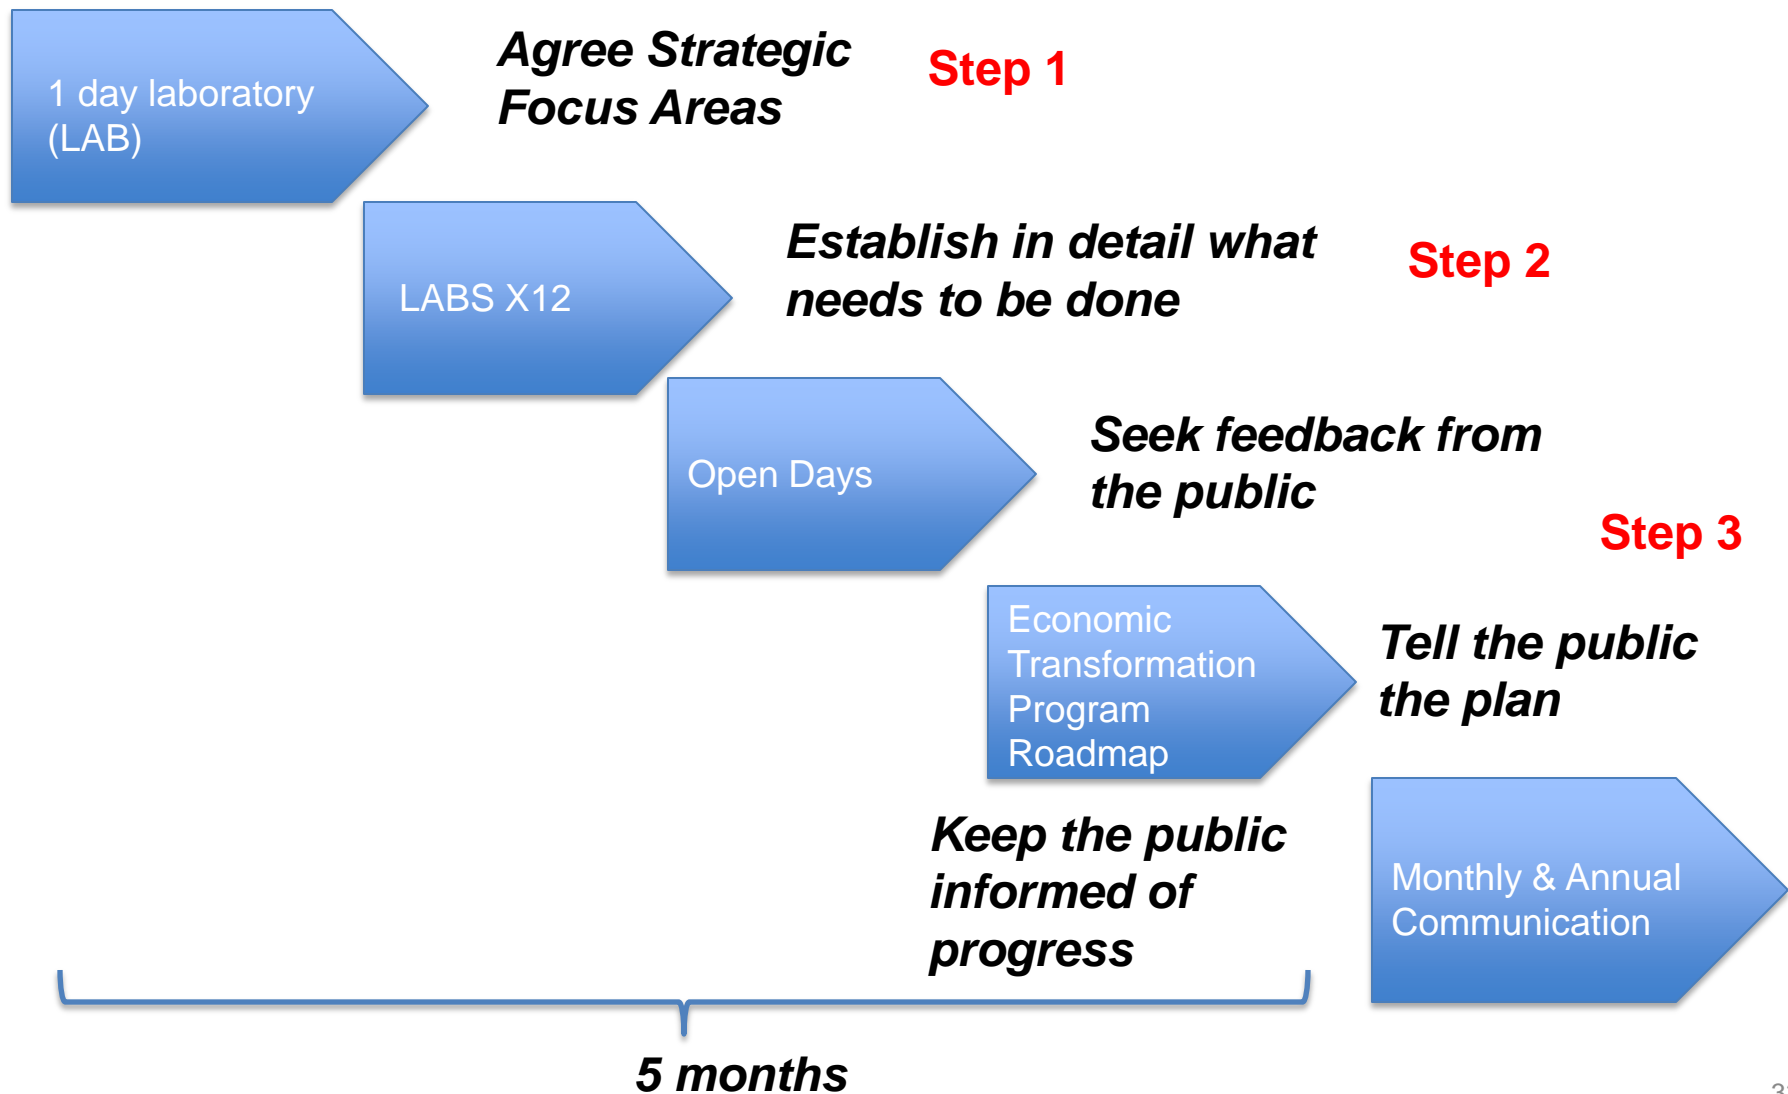 1 day laboratory
(LAB)
Agree Strategic
Focus Areas
Step 1
LABS X12
Establish in detail what
needs to be done
Step 2
Open Days
Seek feedback from
the public
Step 3
Economic
Transformation
Program
Roadmap
Tell the public
the plan
Keep the public
informed of
progress
Monthly & Annual
Communication
5 months